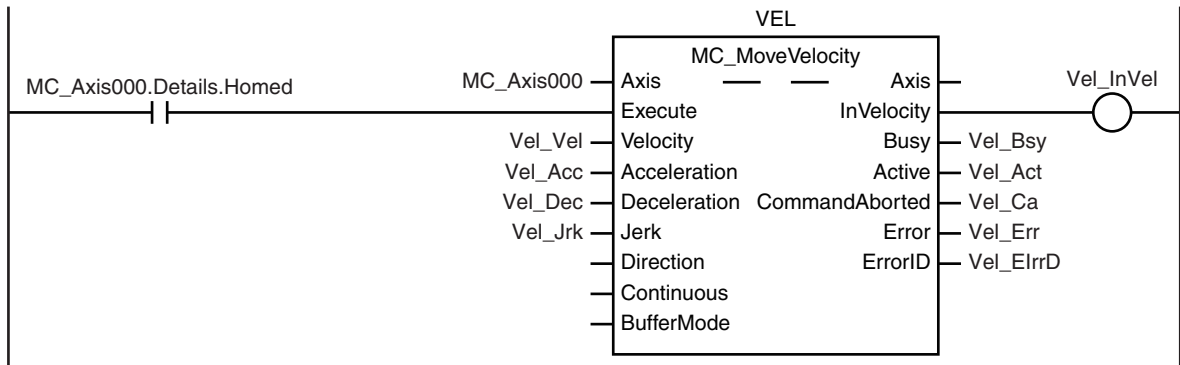 VEL
MC_MoveVelocity
MC_Axis000.Details.Homed
MC_Axis000 Axis Axis
Vel_InVel
Execute InVelocity
Vel_Vel Velocity Busy Vel_Bsy
Vel_Acc Acceleration Active Vel_Act
Vel_Dec Deceleration CommandAborted Vel_Ca
Vel_Jrk Jerk Error Vel_Err
Direction ErrorID Vel_EIrrD
Continuous
BufferMode